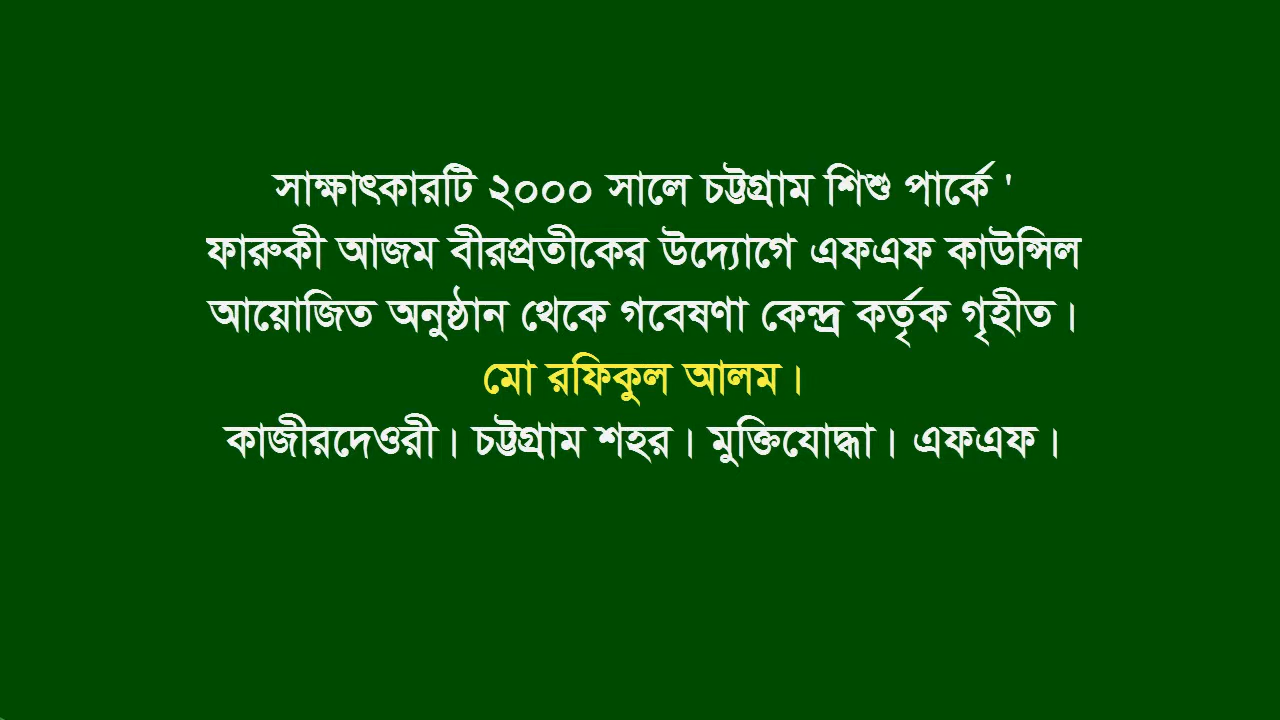 সাক্ষাৎকারটি ২০০০ সালে চট্টগ্রাম শিশু পার্কে '
ফারুকী আজম বীরপ্রতীকের উদ্যোগে এফএফ কাউন্সিল
আয়োজিত অনুষ্ঠান থেকে গবেষণা কেন্দ্র কর্তৃক গৃহীত।
মো রফিকুল আলম।
কাজীরদেওরী। চট্টগ্রাম শহর। মুক্তিযোদ্ধা। এফএফ।